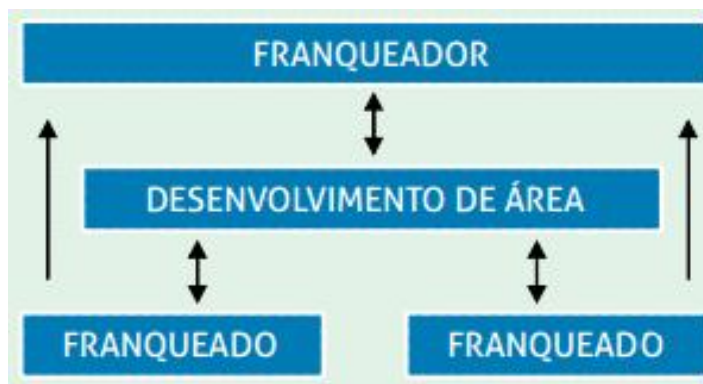 FRANQUEADOR
DESENVOLVIMENTO DE ÁREA
FRANQUEADO
FRANQUEADO